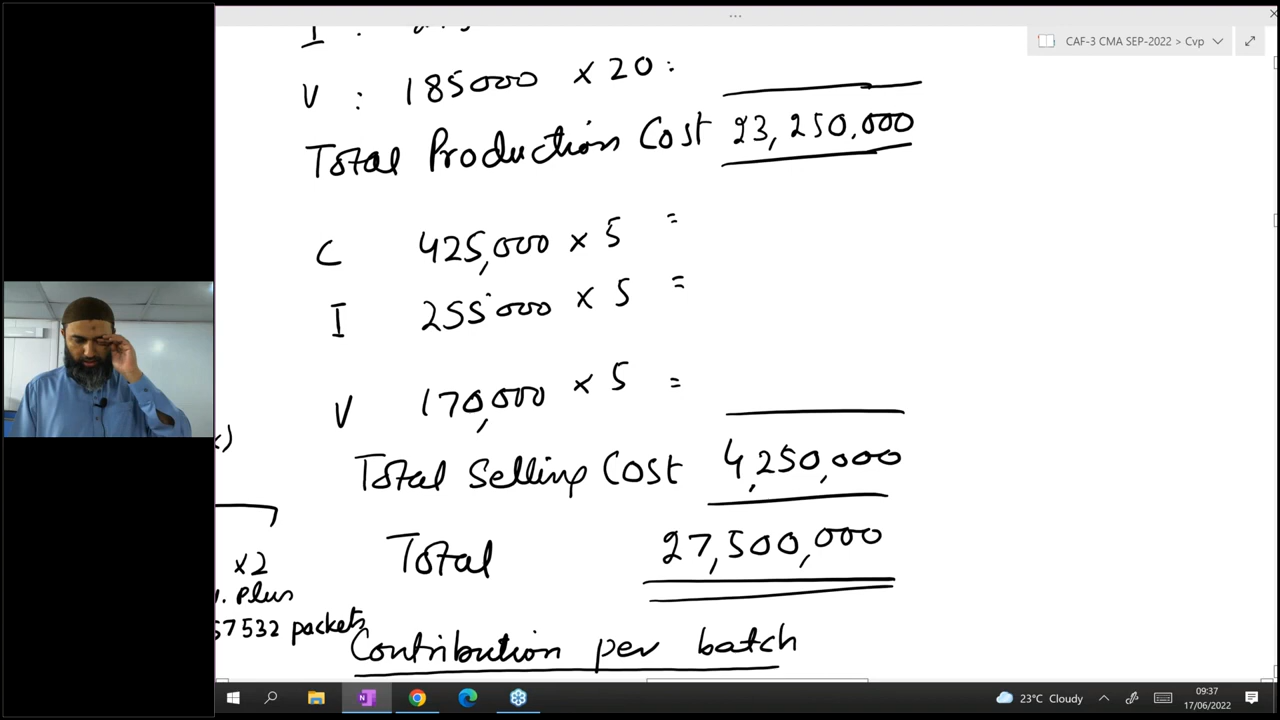 ...
CAF-3 CMA SEP-2022 > Cvp
I :
V : 185000 x 20 :
Total Production Cost 23,250,000
C 425,000 x 5 =
I 255000 x 5 =
V 170,000 x 5 =
Total Selling Cost 4,250,000
Total 27,500,000
x2
. Plus
57532 packets
Contribution per batch
23°C Cloudy
09:37
17/06/2022